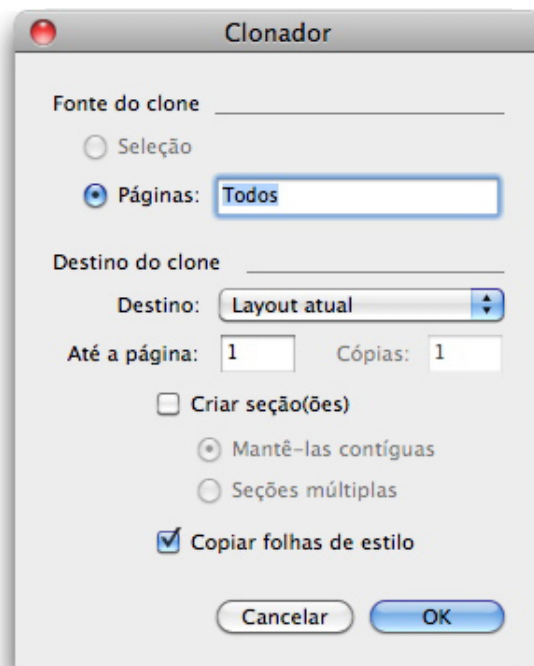 Clonador
Fonte do clone
Seleção
Páginas: Todos
Destino do clone
Destino: Layout atual
Até a página: 1 Cópias: 1
Criar seção(ões)
Mantê-las contíguas
Seções múltiplas
Copiar folhas de estilo
Cancelar OK